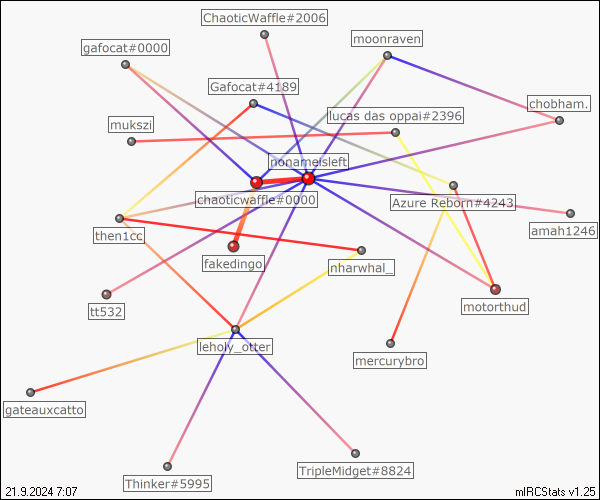 ChaoticWaffle#2006
moonraven
gafocat#0000
Gafocat#4189
chobham.
lucas das oppai#2396
mukszi
nonameisleft
chaoticwaffle#0000
Azure Reborn#4243
amah1246
then1cc
fakedingo
nharwhal_
tt532
motorthud
leholy_otter
mercurybro
gateauxcatto
TripleMidget#8824
Thinker#5995
21.9.2024 7:07
mIRCStats v1.25